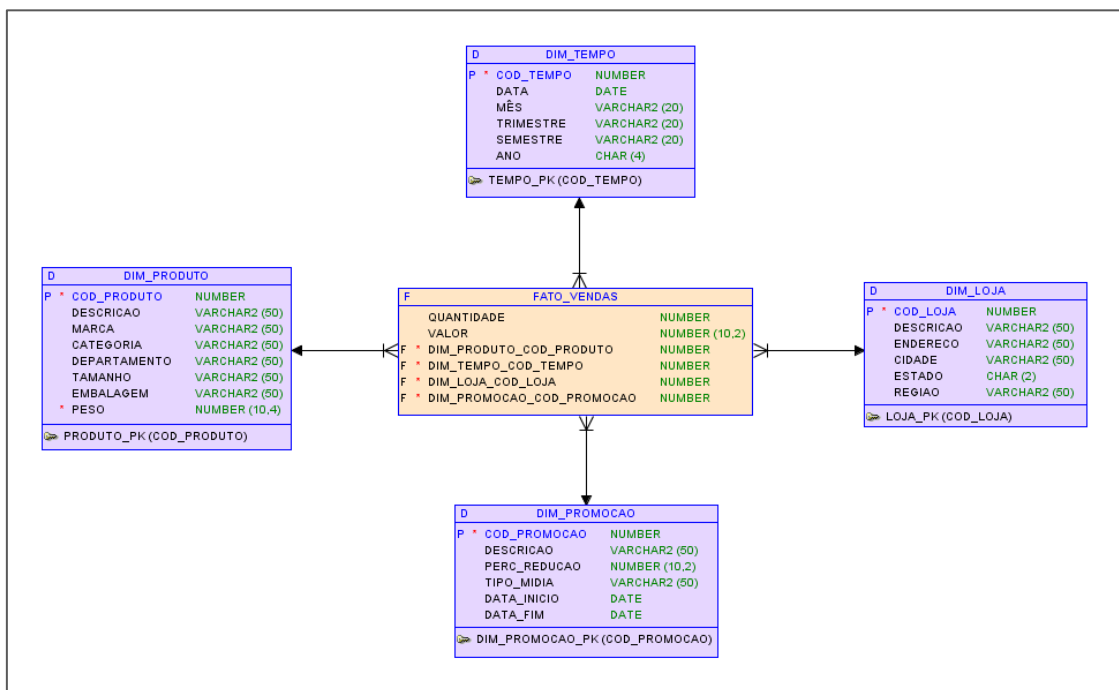 D DIM_TEMPO
P * COD_TEMPO NUMBER
DATA DATE
MÊS VARCHAR2 (20)
TRIMESTRE VARCHAR2 (20)
SEMESTRE VARCHAR2 (20)
ANO CHAR (4)
TEMPO_PK (COD_TEMPO)
D DIM_PRODUTO
P * COD_PRODUTO NUMBER
DESCRICAO VARCHAR2 (50)
MARCA VARCHAR2 (50)
CATEGORIA VARCHAR2 (50)
DEPARTAMENTO VARCHAR2 (50)
TAMANHO VARCHAR2 (50)
EMBALAGEM VARCHAR2 (50)
* PESO NUMBER (10,4)
PRODUTO_PK (COD_PRODUTO)
F FATO_VENDAS
QUANTIDADE NUMBER
VALOR NUMBER (10,2)
F * DIM_PRODUTO_COD_PRODUTO NUMBER
F * DIM_TEMPO_COD_TEMPO NUMBER
F * DIM_LOJA_COD_LOJA NUMBER
F * DIM_PROMOCAO_COD_PROMOCAO NUMBER
D DIM_LOJA
P * COD_LOJA NUMBER
DESCRICAO VARCHAR2 (50)
ENDERECO VARCHAR2 (50)
CIDADE VARCHAR2 (50)
ESTADO CHAR (2)
REGIAO VARCHAR2 (50)
LOJA_PK (COD_LOJA)
D DIM_PROMOCAO
P * COD_PROMOCAO NUMBER
DESCRICAO VARCHAR2 (50)
PERC_REDUCAO NUMBER (10,2)
TIPO_MIDIA VARCHAR2 (50)
DATA_INICIO DATE
DATA_FIM DATE
DIM_PROMOCAO_PK (COD_PROMOCAO)